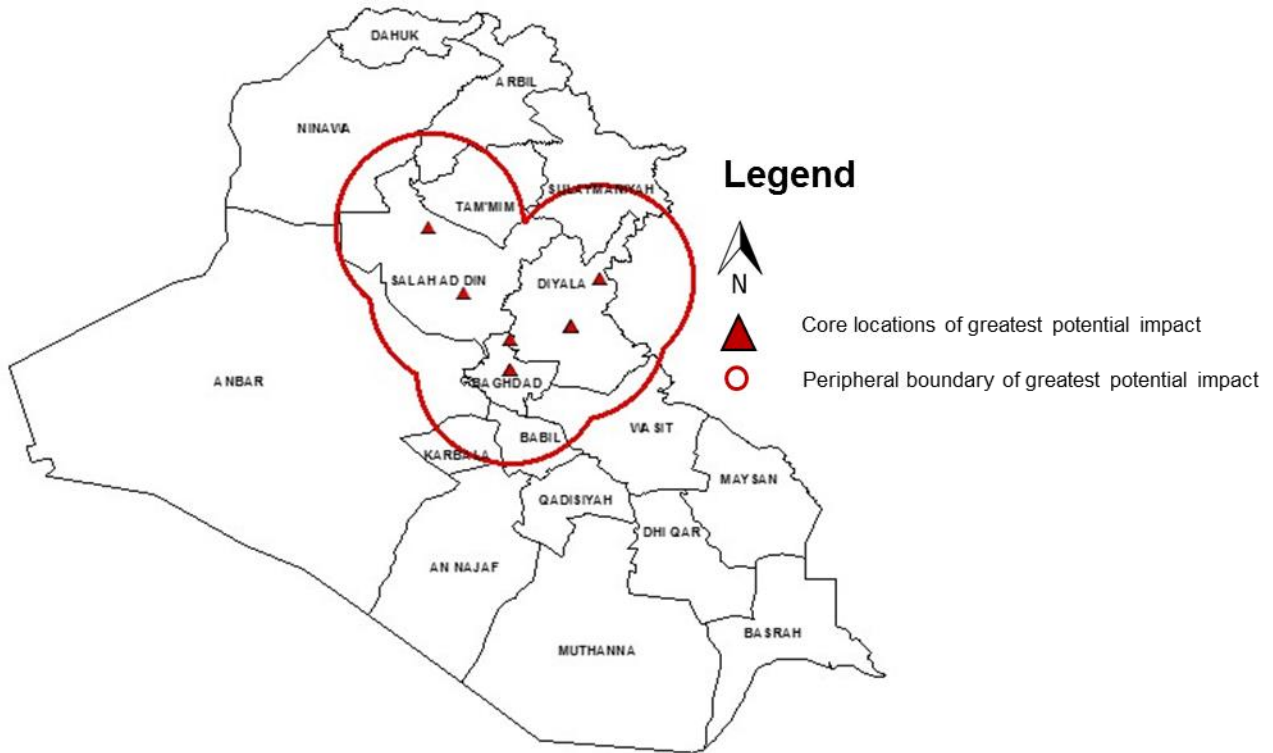 DAHUK
ARBIL
NINAWA
Legend
SULAYMANIYAH
TAM'MIM
N
SALAH AD DIN
DIYALA
Core locations of greatest potential impact
ANBAR
BAGHDAD
Peripheral boundary of greatest potential impact
WASIT
BABIL
KARBALA
MAYSAN
QADISIYAH
DHI QAR
AN NAJAF
BASRAH
MUTHANNA